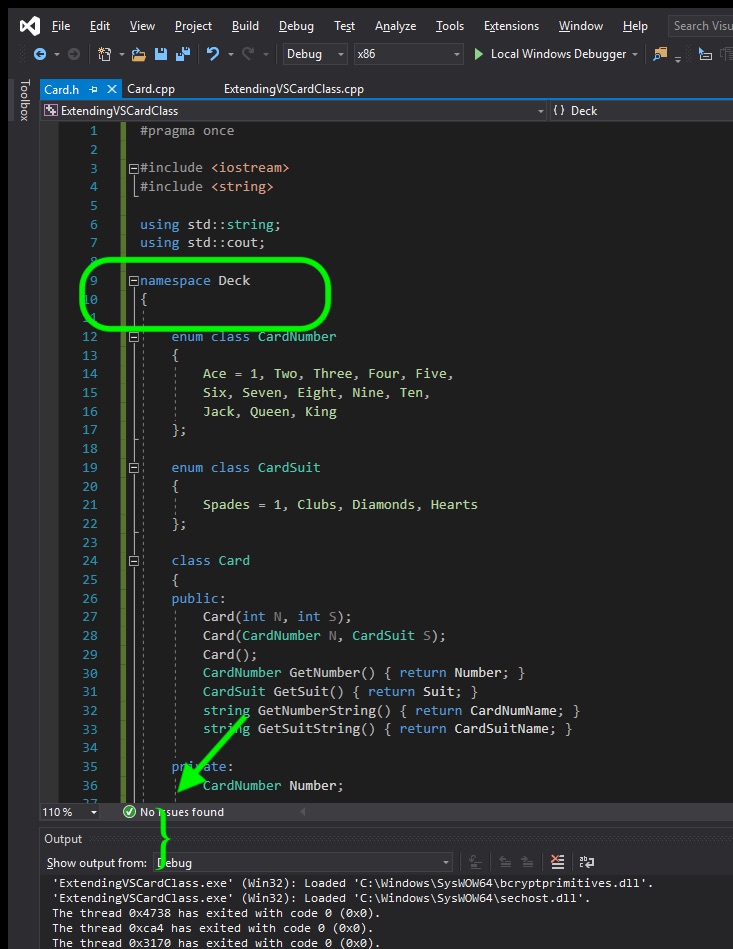 File Edit View Project Build Debug Test Analyze Tools Extensions Window Help Search Visu
Debug x86 Local Windows Debugger
Card.h Card.cpp ExtendingVSCardClass.cpp
Toolbox
ExtendingVSCardClass {} Deck
1 #pragma once
2
3 #include <iostream>
4 #include <string>
5
6 using std::string;
7 using std::cout;
8
9 namespace Deck
10 {
11
12 enum class CardNumber
13 {
14 Ace = 1, Two, Three, Four, Five,
15 Six, Seven, Eight, Nine, Ten,
16 Jack, Queen, King
17 };
18
19 enum class CardSuit
20 {
21 Spades = 1, Clubs, Diamonds, Hearts
22 };
23
24 class Card
25 {
26 public:
27 Card(int N, int S);
28 Card(CardNumber N, CardSuit S);
29 Card();
30 CardNumber GetNumber() { return Number; }
31 CardSuit GetSuit() { return Suit; }
32 string GetNumberString() { return CardNumName; }
33 string GetSuitString() { return CardSuitName; }
34
35 private:
36 CardNumber Number;
37
110 % No issues found
}
Output
Show output from: Debug
'ExtendingVSCardClass.exe' (Win32): Loaded 'C:\Windows\SysWOW64\bcryptprimitives.dll'.
'ExtendingVSCardClass.exe' (Win32): Loaded 'C:\Windows\SysWOW64\sechost.dll'.
The thread 0x4738 has exited with code 0 (0x0).
The thread 0xca4 has exited with code 0 (0x0).
The thread 0x3170 has exited with code 0 (0x0).